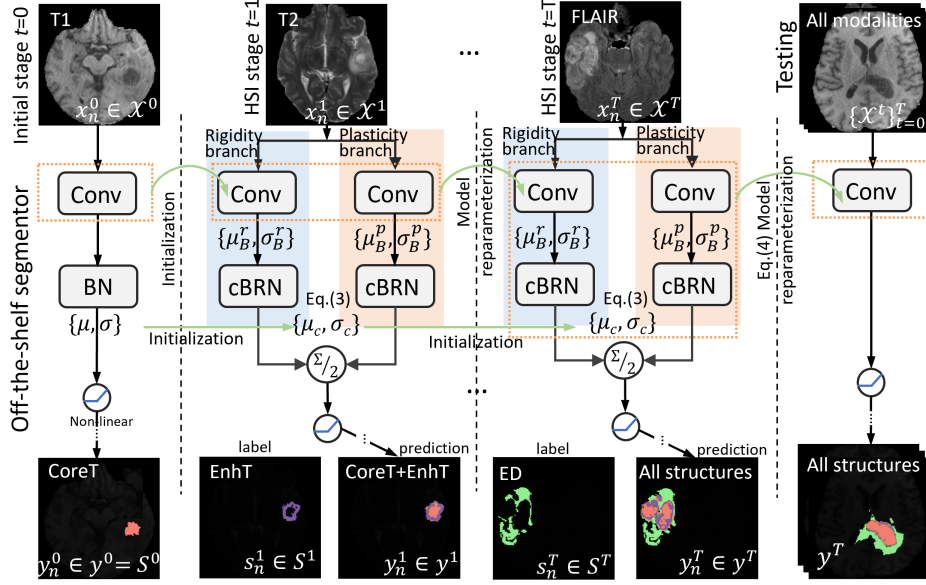 Off-the-shelf segmentor
Initial stage t=0
T1
x_n^0 ∈ X^0
Conv
BN
{μ, σ}
Nonlinear
CoreT
y_n^0 ∈ y^0 = S^0
Initialization
Initialization
HSI stage t=1
T2
x_n^1 ∈ X^1
Rigidity
branch
Plasticity
branch
Conv
Conv
{μ_B^r, σ_B^r}
{μ_B^p, σ_B^p}
cBRN
cBRN
Eq.(3)
{μ_c, σ_c}
Σ/2
label
prediction
EnhT
s_n^1 ∈ S^1
CoreT+EnhT
y_n^1 ∈ y^1
...
Model
reparameterization
Initialization
...
HSI stage t=T
FLAIR
x_n^T ∈ X^T
Rigidity
branch
Plasticity
branch
Conv
Conv
{μ_B^r, σ_B^r}
{μ_B^p, σ_B^p}
cBRN
cBRN
Eq.(3)
{μ_c, σ_c}
Σ/2
label
prediction
ED
s_n^T ∈ S^T
All structures
y_n^T ∈ y^T
Eq.(4) Model
reparameterization
Testing
All modalities
{X^t}_{t=0}^T
Conv
All structures
y^T